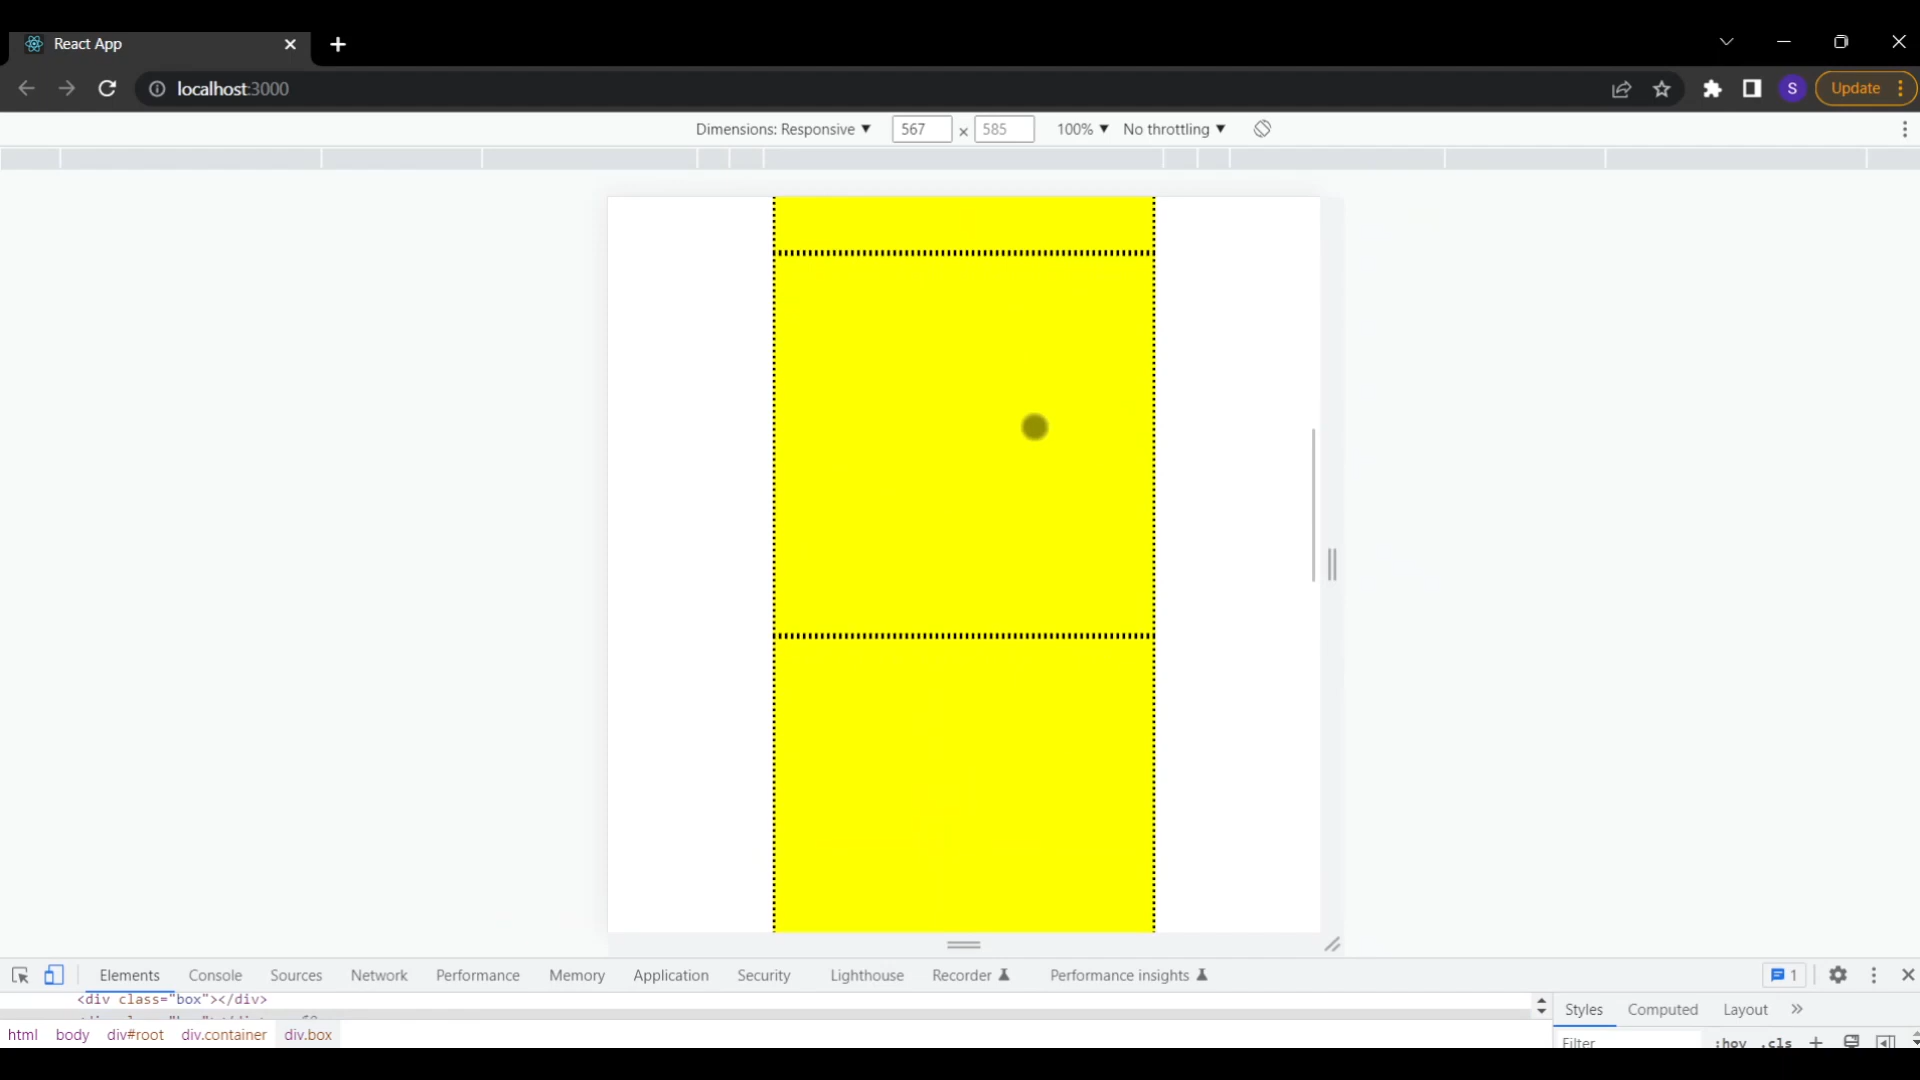 React App
localhost:3000
S
Update
Dimensions: Responsive 567 × 585 100% No throttling
Elements Console Sources Network Performance Memory Application Security Lighthouse Recorder Performance insights 1
<div class="box"></div>
Styles Computed Layout
html body div#root div.container div.box
Filter :hov .cls